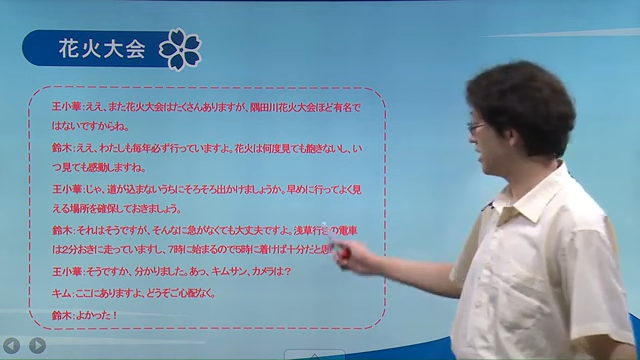 花火大会
王小華:ええ、また花火大会はたくさんありますが、隅田川花火大会ほど有名で
はないですからね。
鈴木:ええ、わたしも毎年必ず行っていますよ。花火は何度見ても飽きないし、い
つ見ても感動しますね。
王小華:じゃ、道が込まないうちにそろそろ出かけましょうか。早めに行ってよく見
える場所を確保しておきましょう。
鈴木:それはそうですが、そんなに急がなくても大丈夫ですよ。浅草行きの電車
は2分おきに走っていますし、7時に始まるので5時に着けば十分だと思
王小華:そうですか、分かりました。あっ、キムサン、カメラは?
キム:ここにありますよ、どうぞご心配なく。
鈴木:よかった!